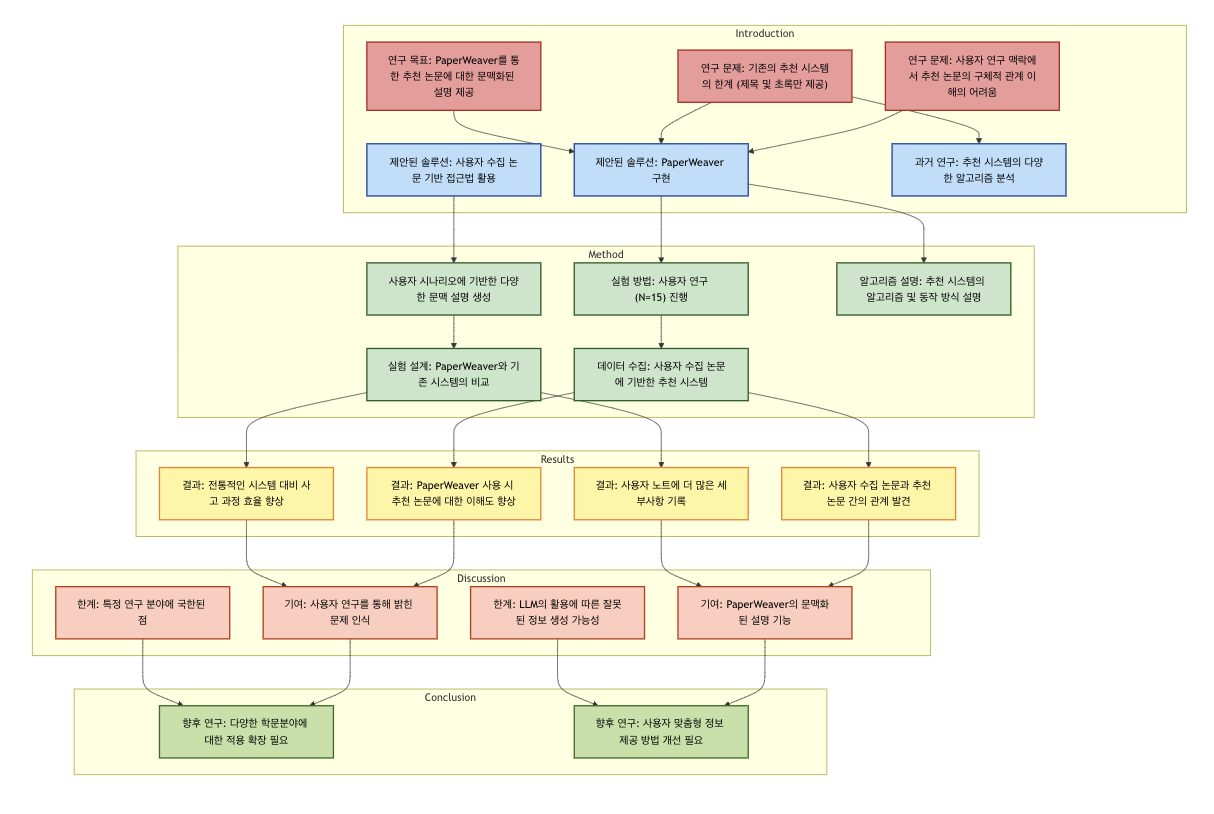 Introduction
연구 목표: PaperWeaver를 통
한 추천 논문에 대한 문맥화된
설명 제공
연구 문제: 기존의 추천 시스템
의 한계 (제목 및 초록만 제공)
연구 문제: 사용자 연구 맥락에
서 추천 논문의 구체적 관계 이
해의 어려움
제안된 솔루션: 사용자 수집 논
문 기반 접근법 활용
제안된 솔루션: PaperWeaver
구현
과거 연구: 추천 시스템의 다양
한 알고리즘 분석
Method
사용자 시나리오에 기반한 다양
한 문맥 설명 생성
실험 방법: 사용자 연구
(N=15) 진행
알고리즘 설명: 추천 시스템의
알고리즘 및 동작 방식 설명
실험 설계: PaperWeaver와 기
존 시스템의 비교
데이터 수집: 사용자 수집 논문
에 기반한 추천 시스템
Results
결과: 전통적인 시스템 대비 사
고 과정 효율 향상
결과: PaperWeaver 사용 시
추천 논문에 대한 이해도 향상
결과: 사용자 노트에 더 많은 세
부사항 기록
결과: 사용자 수집 논문과 추천
논문 간의 관계 발견
Discussion
한계: 특정 연구 분야에 국한된
점
기여: 사용자 연구를 통해 밝힌
문제 인식
한계: LLM의 활용에 따른 잘못
된 정보 생성 가능성
기여: PaperWeaver의 문맥화
된 설명 기능
Conclusion
향후 연구: 다양한 학문분야에
대한 적용 확장 필요
향후 연구: 사용자 맞춤형 정보
제공 방법 개선 필요